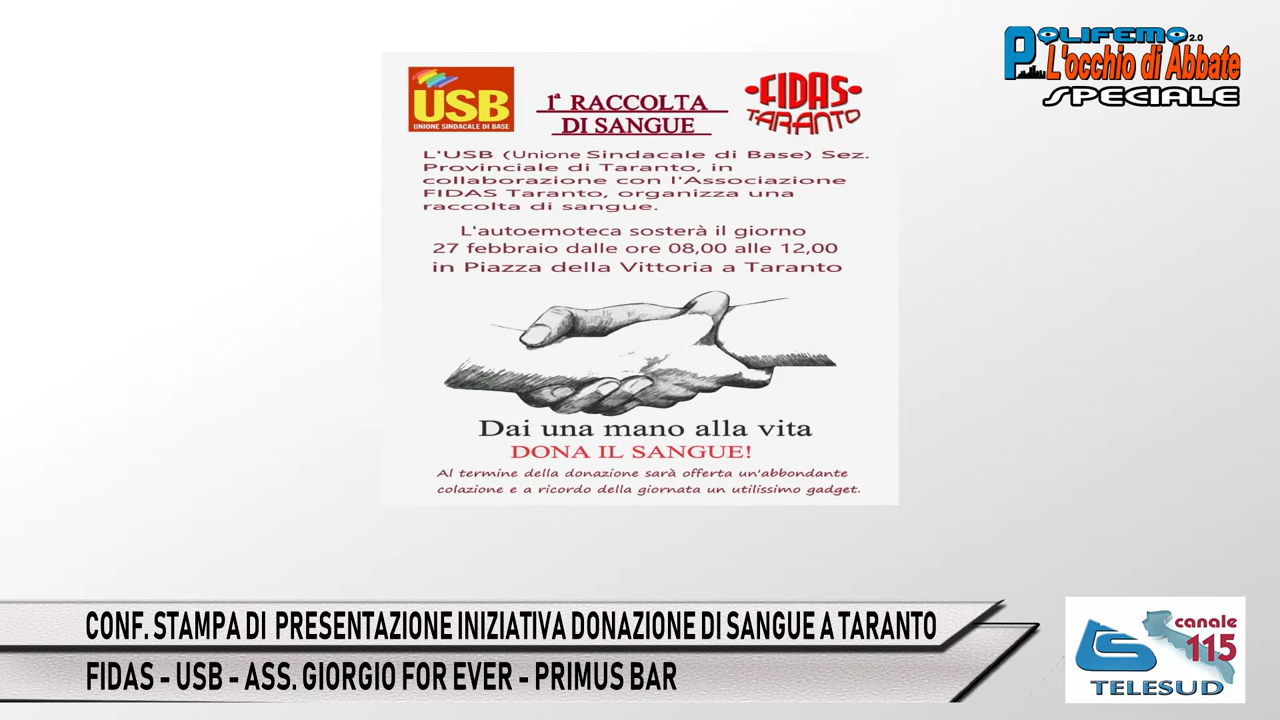 POLIFEMO 2.0
L'occhio di Abbate
SPECIALE
USB
UNIONE SINDACALE DI BASE
1ª RACCOLTA
DI SANGUE
FIDAS
TARANTO
L'USB (Unione Sindacale di Base) Sez.
Provinciale di Taranto, in
collaborazione con l'Associazione
FIDAS Taranto, organizza una
raccolta di sangue.
L'autoemoteca sosterà il giorno
27 febbraio dalle ore 08,00 alle 12,00
in Piazza della Vittoria a Taranto
Dai una mano alla vita
DONA IL SANGUE!
Al termine della donazione sarà offerta un'abbondante
colazione e a ricordo della giornata un utilissimo gadget.
CONF. STAMPA DI PRESENTAZIONE INIZIATIVA DONAZIONE DI SANGUE A TARANTO
FIDAS - USB - ASS. GIORGIO FOR EVER - PRIMUS BAR
canale
115
TELESUD